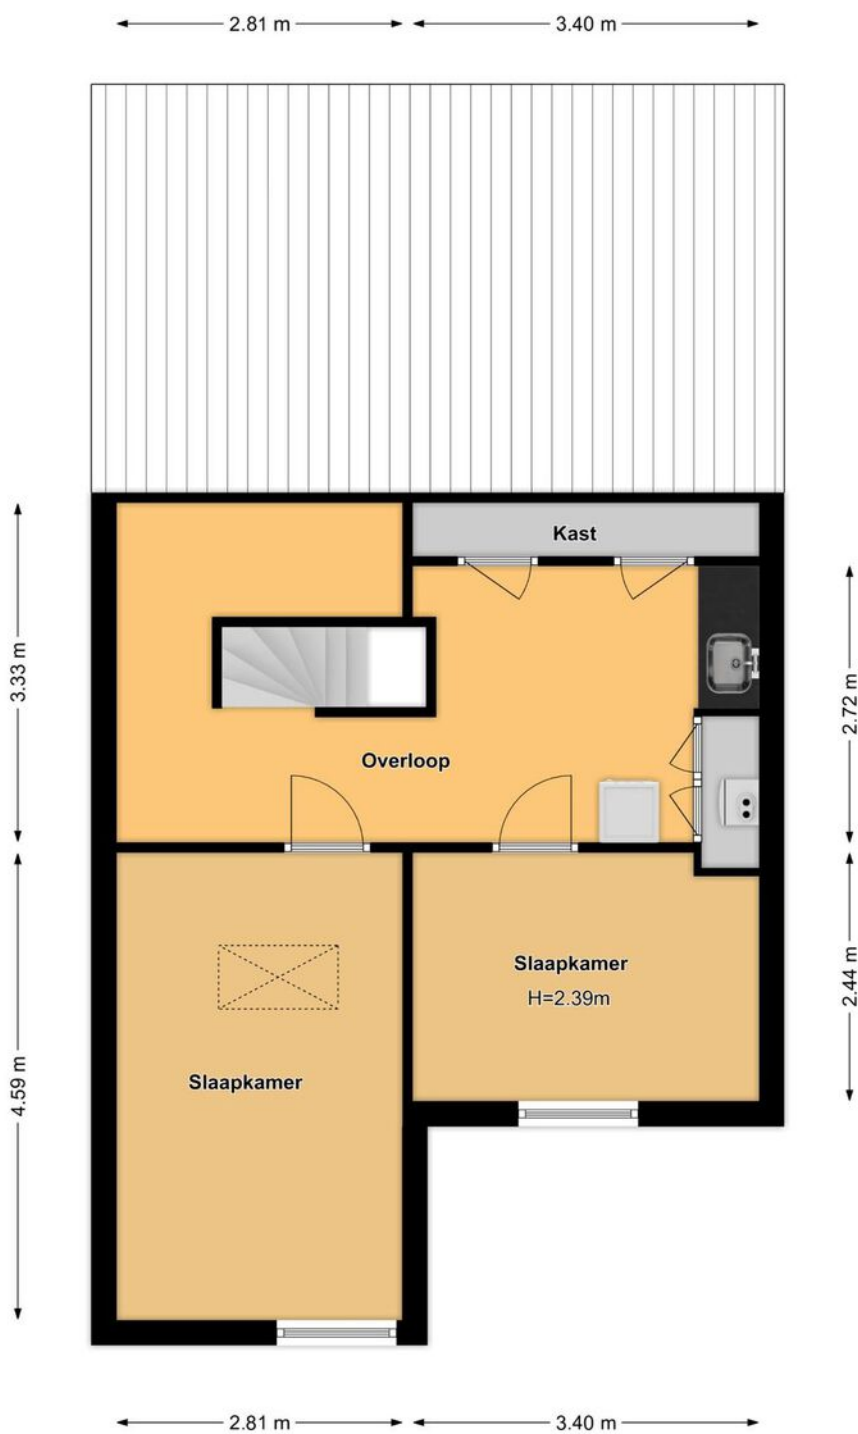 2.81 m
3.40 m
Kast
3.33 m
2.72 m
Overloop
Slaapkamer
H=2.39m
2.44 m
4.59 m
Slaapkamer
2.81 m
3.40 m